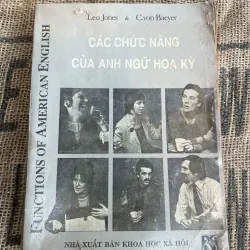 Leo Jones & C.von Baeyer
CÁC CHỨC NĂNG
CỦA ANH NGỮ HOA KỲ
FUNCTIONS OF AMERICAN ENGLISH
NHÀ XUẤT BẢN KHOA HỌC XÃ HỘI